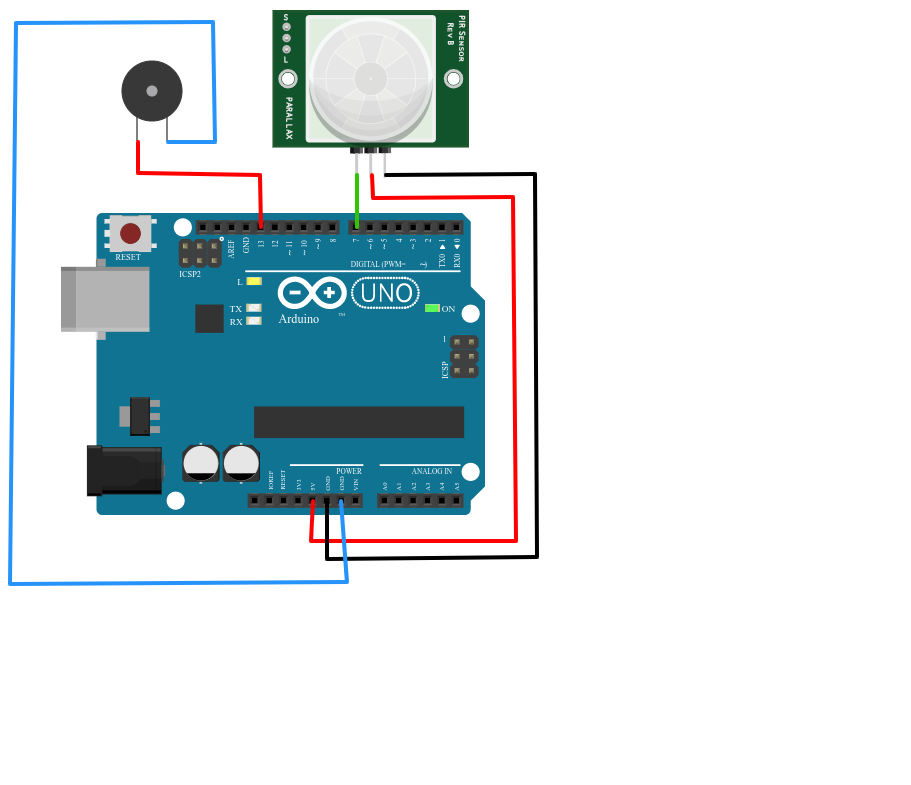 S
L
PIR SENSOR
REV B
PARALLAX
RESET
ICSP2
AREF
GND
13
12
~11
~10
~9
8
7
~6
~5
4
~3
2
TX0 ▶ 1
RX0 ◀ 0
DIGITAL (PWM= ~)
L
TX
RX
Arduino
™
UNO
ON
1
ICSP
POWER
ANALOG IN
IOREF
RESET
3V3
5V
GND
GND
VIN
A0
A1
A2
A3
A4
A5